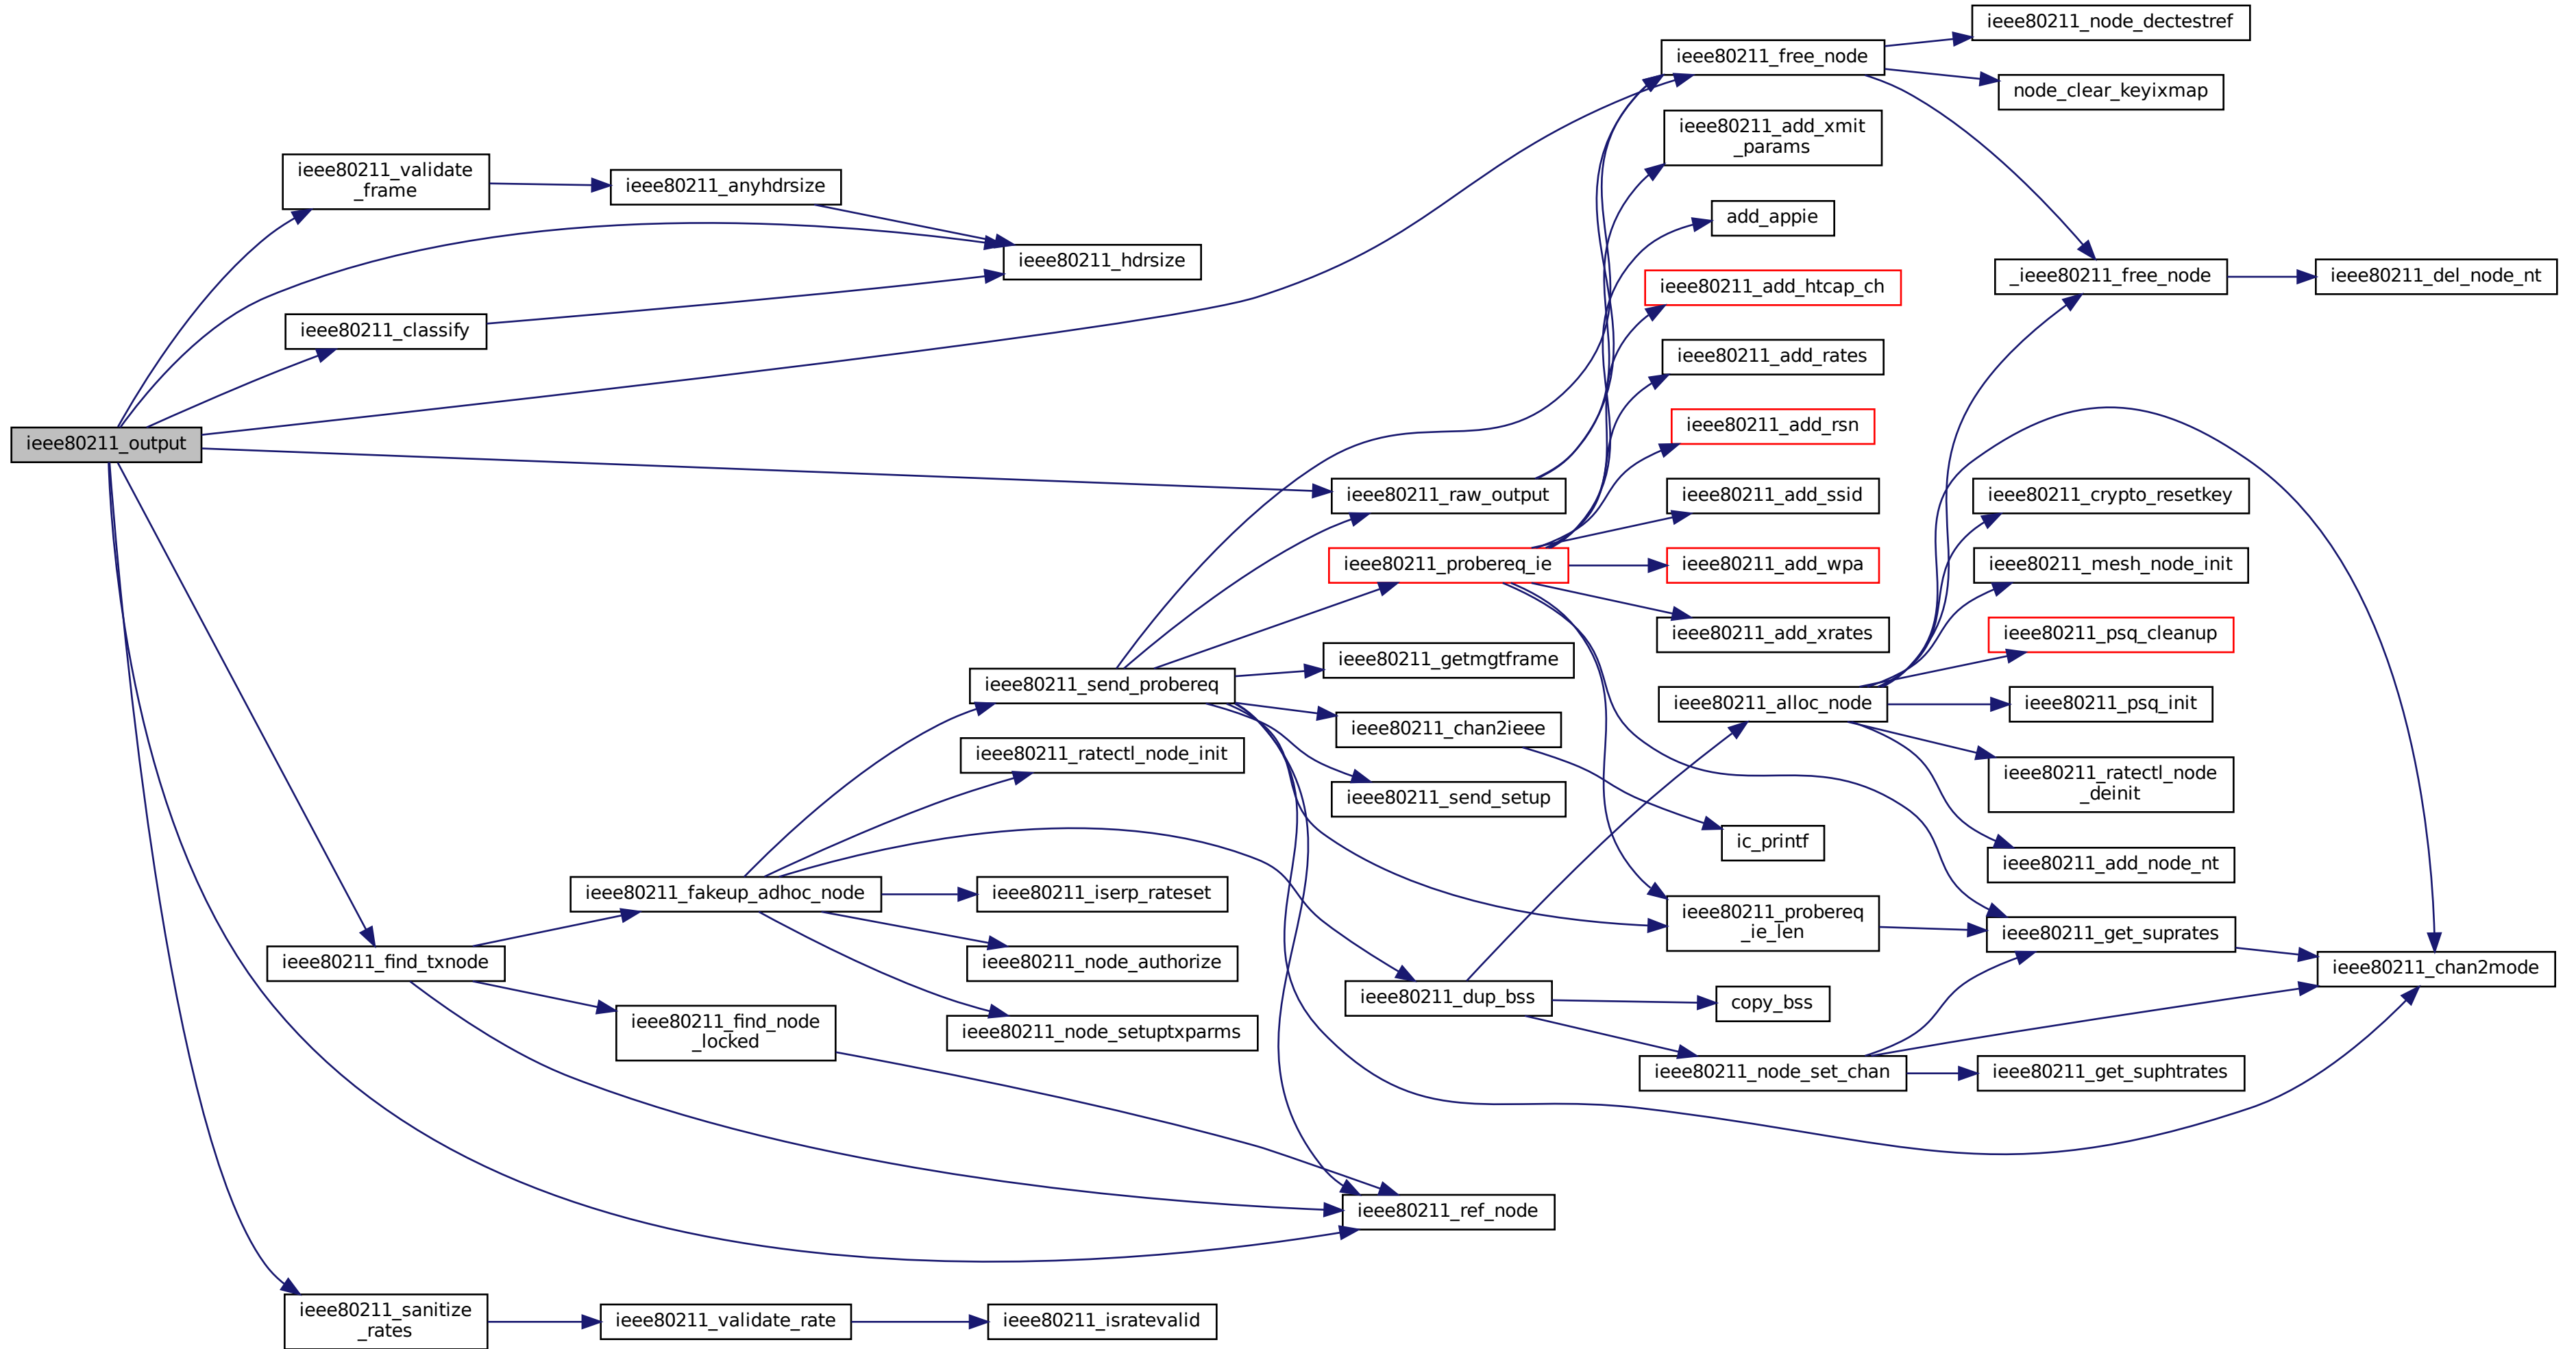 ieee80211_output
ieee80211_validate
_frame
ieee80211_classify
ieee80211_find_txnode
ieee80211_sanitize
_rates
ieee80211_anyhdrsize
ieee80211_fakeup_adhoc_node
ieee80211_find_node
_locked
ieee80211_validate_rate
ieee80211_hdrsize
ieee80211_send_probereq
ieee80211_ratectl_node_init
ieee80211_iserp_rateset
ieee80211_node_authorize
ieee80211_node_setuptxparms
ieee80211_isratevalid
ieee80211_raw_output
ieee80211_probereq_ie
ieee80211_getmgtframe
ieee80211_chan2ieee
ieee80211_send_setup
ieee80211_dup_bss
ieee80211_ref_node
ieee80211_free_node
ieee80211_add_xmit
_params
add_appie
ieee80211_add_htcap_ch
ieee80211_add_rates
ieee80211_add_rsn
ieee80211_add_ssid
ieee80211_add_wpa
ieee80211_add_xrates
ieee80211_alloc_node
ic_printf
ieee80211_probereq
_ie_len
copy_bss
ieee80211_node_set_chan
ieee80211_node_dectestref
node_clear_keyixmap
_ieee80211_free_node
ieee80211_crypto_resetkey
ieee80211_mesh_node_init
ieee80211_psq_cleanup
ieee80211_psq_init
ieee80211_ratectl_node
_deinit
ieee80211_add_node_nt
ieee80211_get_suprates
ieee80211_get_suphtrates
ieee80211_del_node_nt
ieee80211_chan2mode